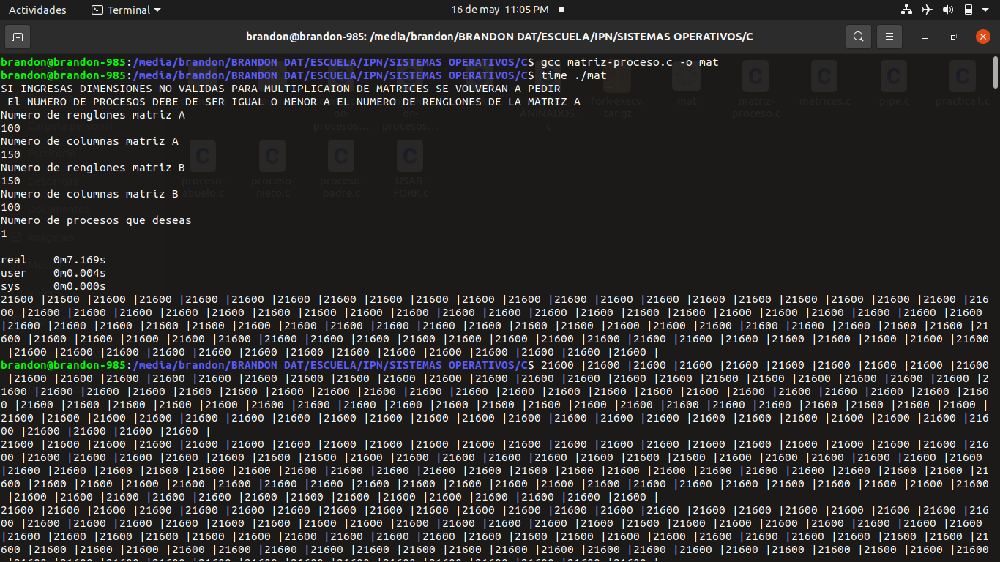 Actividades
Terminal
16 de may 11:05 PM
brandon@brandon-985: /media/brandon/BRANDON DAT/ESCUELA/IPN/SISTEMAS OPERATIVOS/C
brandon@brandon-985:/media/brandon/BRANDON DAT/ESCUELA/IPN/SISTEMAS OPERATIVOS/C$ gcc matriz-proceso.c -o mat
brandon@brandon-985:/media/brandon/BRANDON DAT/ESCUELA/IPN/SISTEMAS OPERATIVOS/C$ time ./mat
SI INGRESAS DIMENSIONES NO VALIDAS PARA MULTIPLICAION DE MATRICES SE VOLVERAN A PEDIR
El NUMERO DE PROCESOS DEBE DE SER IGUAL O MENOR A EL NUMERO DE RENGLONES DE LA MATRIZ A
Numero de renglones matriz A
100
Numero de columnas matriz A
150
Numero de renglones matriz B
150
Numero de columnas matriz B
100
Numero de procesos que deseas
1
real 0m7.169s
user 0m0.004s
sys 0m0.000s
21600 |21600 |21600 |21600 |21600 |21600 |21600 |21600 |21600 |21600 |21600 |21600 |21600 |21600 |21600 |21600 |21600 |21600 |21600 |21600 |21600 |216
00 |21600 |21600 |21600 |21600 |21600 |21600 |21600 |21600 |21600 |21600 |21600 |21600 |21600 |21600 |21600 |21600 |21600 |21600 |21600 |21600 |21600
|21600 |21600 |21600 |21600 |21600 |21600 |21600 |21600 |21600 |21600 |21600 |21600 |21600 |21600 |21600 |21600 |21600 |21600 |21600 |21600 |21600 |21
600 |21600 |21600 |21600 |21600 |21600 |21600 |21600 |21600 |21600 |21600 |21600 |21600 |21600 |21600 |21600 |21600 |21600 |21600 |21600 |21600 |21600
|21600 |21600 |21600 |21600 |21600 |21600 |21600 |21600 |21600 |21600 |21600 |21600 |21600 |21600 |
brandon@brandon-985:/media/brandon/BRANDON DAT/ESCUELA/IPN/SISTEMAS OPERATIVOS/C$ 21600 |21600 |21600 |21600 |21600 |21600 |21600 |21600 |21600 |21600
|21600 |21600 |21600 |21600 |21600 |21600 |21600 |21600 |21600 |21600 |21600 |21600 |21600 |21600 |21600 |21600 |21600 |21600 |21600 |21600 |21600 |2
1600 |21600 |21600 |21600 |21600 |21600 |21600 |21600 |21600 |21600 |21600 |21600 |21600 |21600 |21600 |21600 |21600 |21600 |21600 |21600 |21600 |2160
0 |21600 |21600 |21600 |21600 |21600 |21600 |21600 |21600 |21600 |21600 |21600 |21600 |21600 |21600 |21600 |21600 |21600 |21600 |21600 |21600 |21600 |
21600 |21600 |21600 |21600 |21600 |21600 |21600 |21600 |21600 |21600 |21600 |21600 |21600 |21600 |21600 |21600 |21600 |21600 |21600 |21600 |21600 |216
00 |21600 |21600 |21600 |21600 |
21600 |21600 |21600 |21600 |21600 |21600 |21600 |21600 |21600 |21600 |21600 |21600 |21600 |21600 |21600 |21600 |21600 |21600 |21600 |21600 |21600 |216
00 |21600 |21600 |21600 |21600 |21600 |21600 |21600 |21600 |21600 |21600 |21600 |21600 |21600 |21600 |21600 |21600 |21600 |21600 |21600 |21600 |21600
|21600 |21600 |21600 |21600 |21600 |21600 |21600 |21600 |21600 |21600 |21600 |21600 |21600 |21600 |21600 |21600 |21600 |21600 |21600 |21600 |21600 |21
600 |21600 |21600 |21600 |21600 |21600 |21600 |21600 |21600 |21600 |21600 |21600 |21600 |21600 |21600 |21600 |21600 |21600 |21600 |21600 |21600 |21600
|21600 |21600 |21600 |21600 |21600 |21600 |21600 |21600 |21600 |21600 |21600 |21600 |21600 |21600 |
21600 |21600 |21600 |21600 |21600 |21600 |21600 |21600 |21600 |21600 |21600 |21600 |21600 |21600 |21600 |21600 |21600 |21600 |21600 |21600 |21600 |216
00 |21600 |21600 |21600 |21600 |21600 |21600 |21600 |21600 |21600 |21600 |21600 |21600 |21600 |21600 |21600 |21600 |21600 |21600 |21600 |21600 |21600
|21600 |21600 |21600 |21600 |21600 |21600 |21600 |21600 |21600 |21600 |21600 |21600 |21600 |21600 |21600 |21600 |21600 |21600 |21600 |21600 |21600 |21
600 |21600 |21600 |21600 |21600 |21600 |21600 |21600 |21600 |21600 |21600 |21600 |21600 |21600 |21600 |21600 |21600 |21600 |21600 |21600 |21600 |21600
fork-execv.
tar.gz
mat
matriz-
proceso.c
metrices.c
pipe.c
practica1.c
on-
procesos...
on-
procesos...
ANINADOS.
c
Carpeta personal
Escritorio
Descargas
Documentos
Imágenes
proceso-
abuelo.c
proceso-
nieto.c
proceso-
padre.c
USAR-
FORK.c